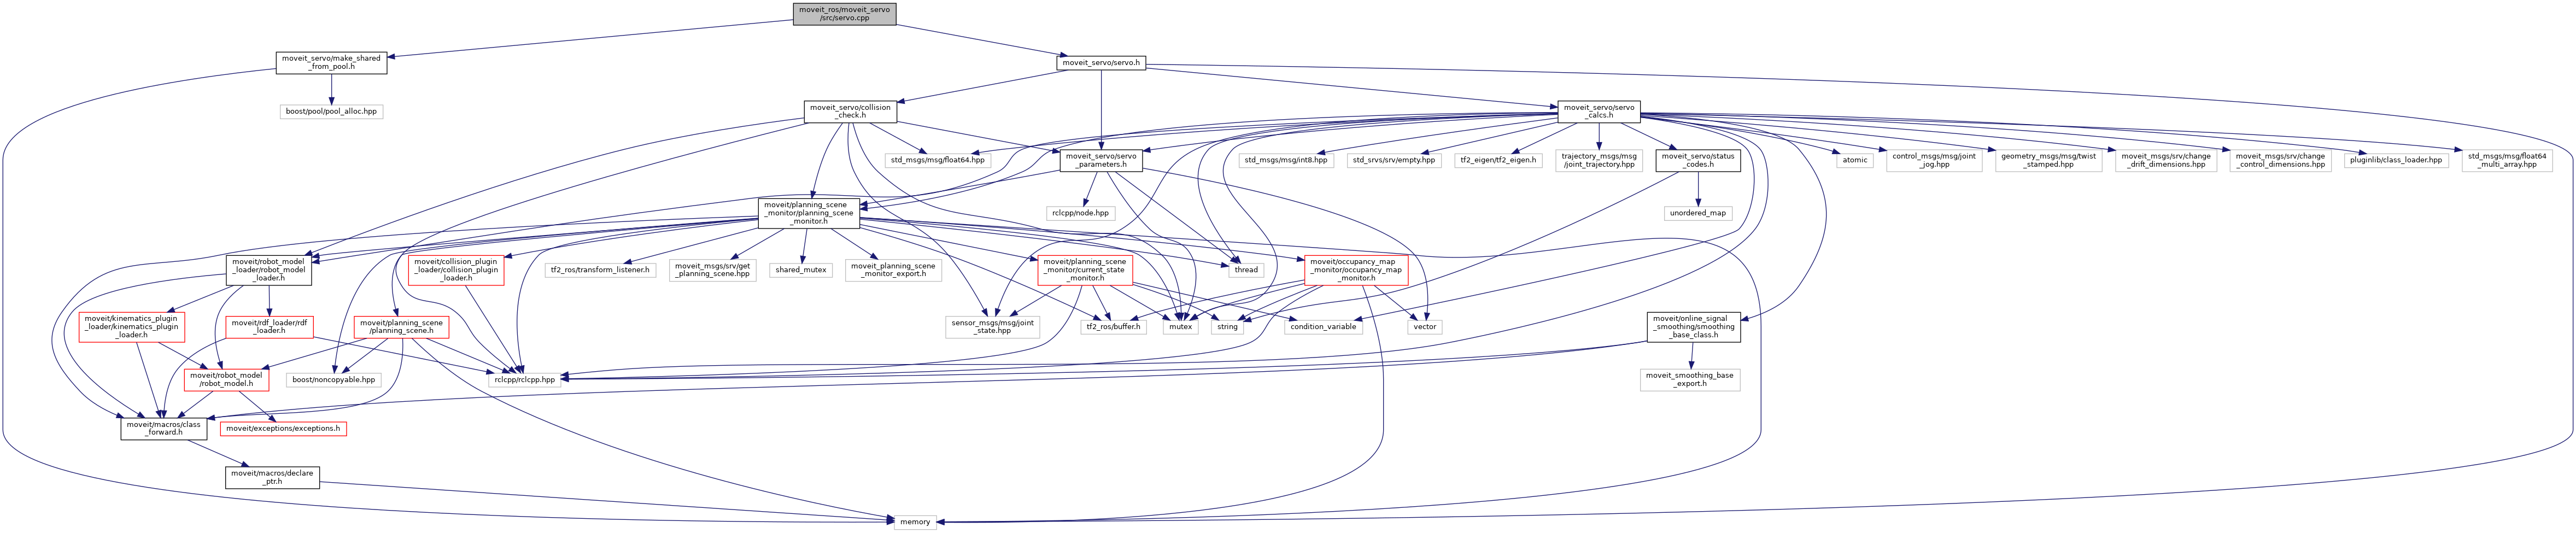 moveit_ros/moveit_servo
/src/servo.cpp
moveit_servo/make_shared
_from_pool.h
moveit_servo/servo.h
boost/pool/pool_alloc.hpp
moveit_servo/collision
_check.h
moveit_servo/servo
_calcs.h
std_msgs/msg/float64.hpp
moveit_servo/servo
_parameters.h
std_msgs/msg/int8.hpp
std_srvs/srv/empty.hpp
tf2_eigen/tf2_eigen.h
trajectory_msgs/msg
/joint_trajectory.hpp
moveit_servo/status
_codes.h
atomic
control_msgs/msg/joint
_jog.hpp
geometry_msgs/msg/twist
_stamped.hpp
moveit_msgs/srv/change
_drift_dimensions.hpp
moveit_msgs/srv/change
_control_dimensions.hpp
pluginlib/class_loader.hpp
std_msgs/msg/float64
_multi_array.hpp
moveit/planning_scene
_monitor/planning_scene
_monitor.h
rclcpp/node.hpp
unordered_map
moveit/robot_model
_loader/robot_model
_loader.h
moveit/collision_plugin
_loader/collision_plugin
_loader.h
tf2_ros/transform_listener.h
moveit_msgs/srv/get
_planning_scene.hpp
shared_mutex
moveit_planning_scene
_monitor_export.h
moveit/planning_scene
_monitor/current_state
_monitor.h
thread
moveit/occupancy_map
_monitor/occupancy_map
_monitor.h
moveit/kinematics_plugin
_loader/kinematics_plugin
_loader.h
moveit/rdf_loader/rdf
_loader.h
moveit/planning_scene
/planning_scene.h
sensor_msgs/msg/joint
_state.hpp
tf2_ros/buffer.h
mutex
string
condition_variable
vector
moveit/online_signal
_smoothing/smoothing
_base_class.h
moveit/robot_model
/robot_model.h
boost/noncopyable.hpp
rclcpp/rclcpp.hpp
moveit_smoothing_base
_export.h
moveit/macros/class
_forward.h
moveit/exceptions/exceptions.h
moveit/macros/declare
_ptr.h
memory